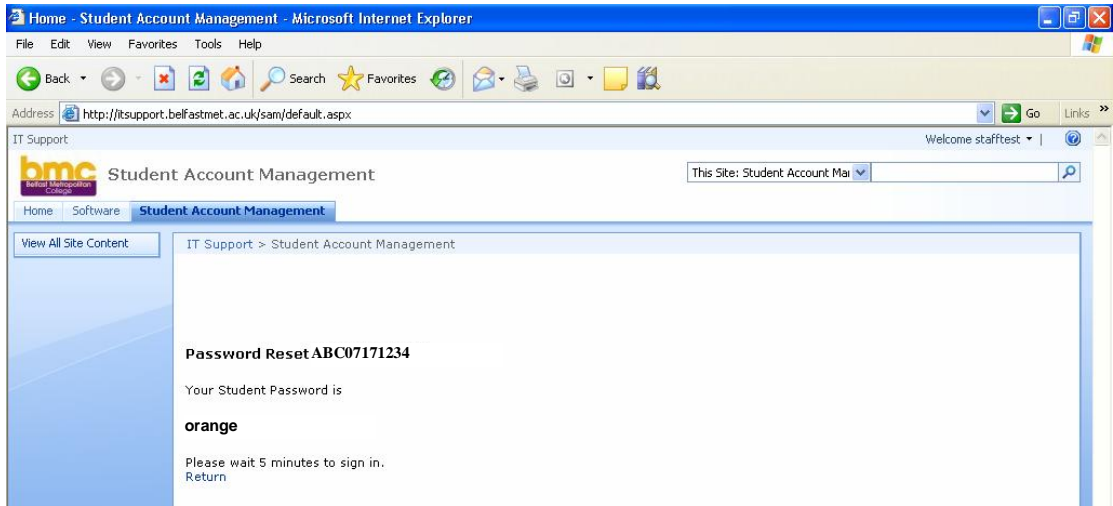 Home - Student Account Management - Microsoft Internet Explorer
File Edit View Favorites Tools Help
Back Search Favorites
Address http://itsupport.belfastmet.ac.uk/sam/default.aspx Go Links »
IT Support Welcome stafftest |
bmc
Belfast Metropolitan
College
Student Account Management
This Site: Student Account Mar
Home Software Student Account Management
View All Site Content
IT Support > Student Account Management
Password Reset ABC07171234
Your Student Password is
orange
Please wait 5 minutes to sign in.
Return